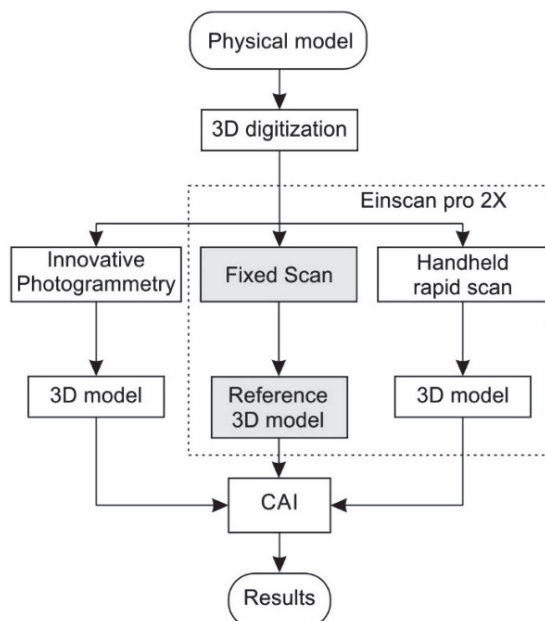 Physical model
3D digitization
Einscan pro 2X
Innovative
Photogrammetry
Fixed Scan
Handheld
rapid scan
3D model
Reference
3D model
3D model
CAI
Results